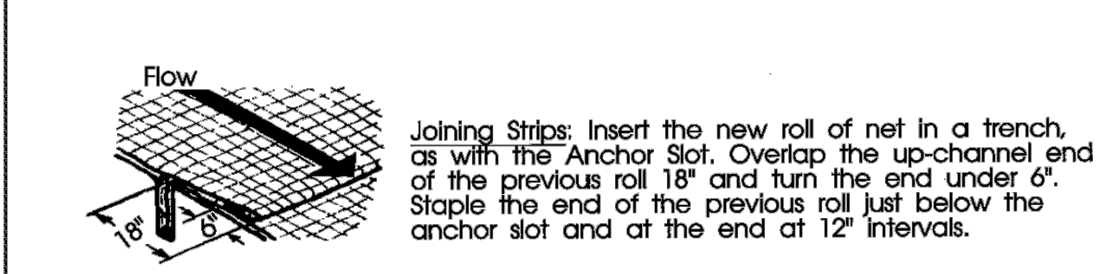 Flow
18"
6"
Joining Strips: Insert the new roll of net in a trench,
as with the Anchor Slot. Overlap the up-channel end
of the previous roll 18" and turn the end under 6".
Staple the end of the previous roll just below the
anchor slot and at the end at 12" intervals.